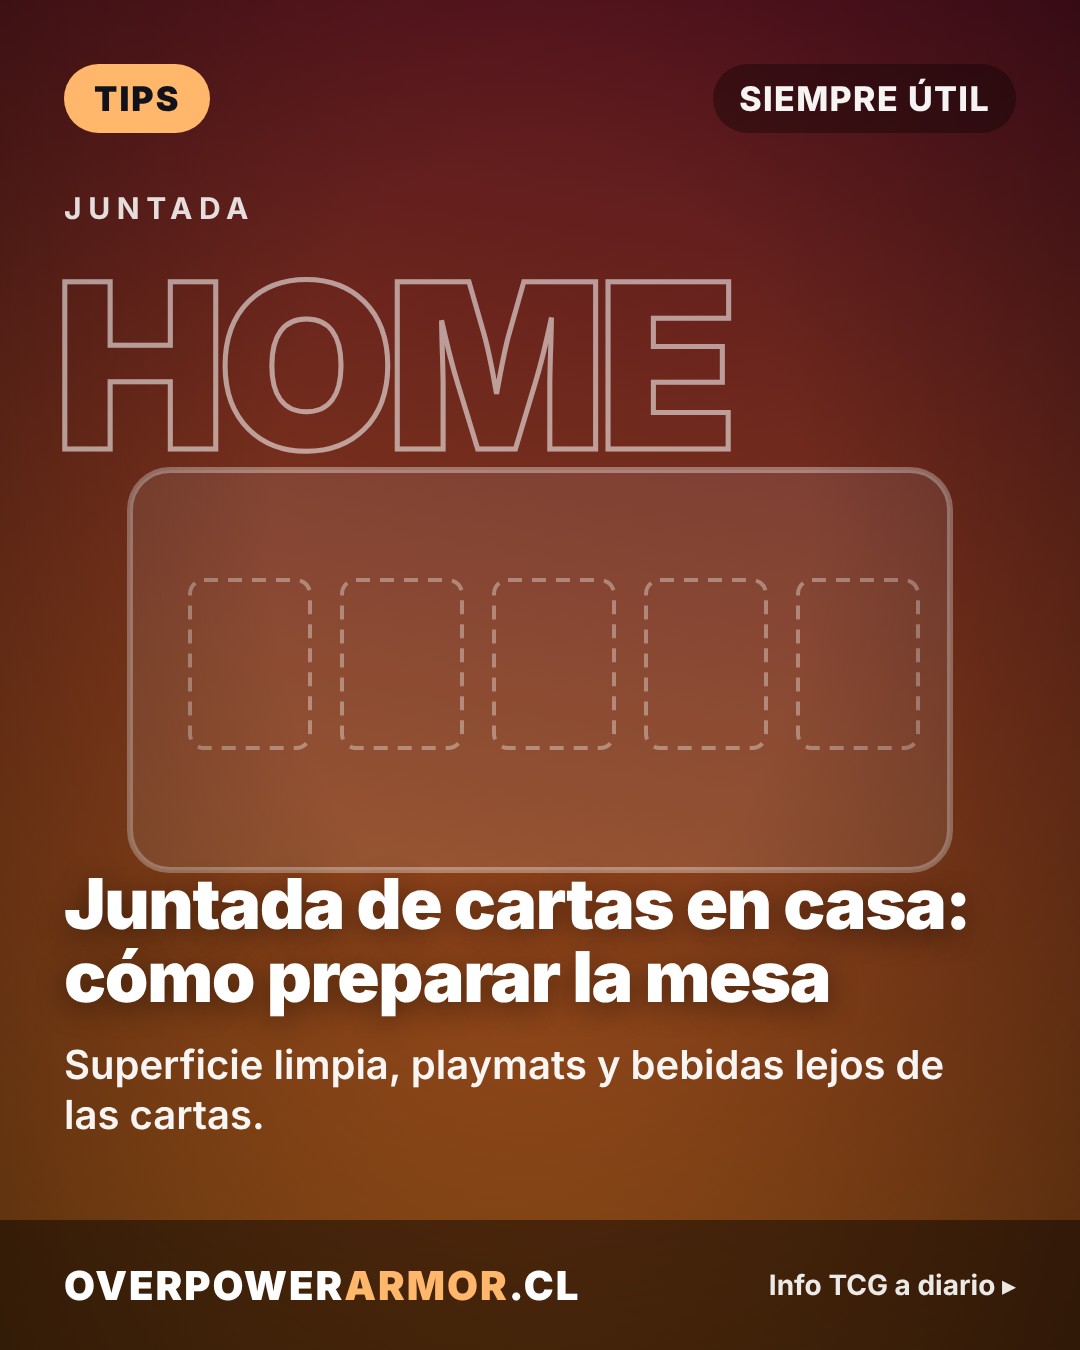 TIPS
SIEMPRE ÚTIL
JUNTADA
HOME
Juntada de cartas en casa:
cómo preparar la mesa
Superficie limpia, playmats y bebidas lejos de
las cartas.
OVERPOWERARMOR.CL
Info TCG a diario ▸